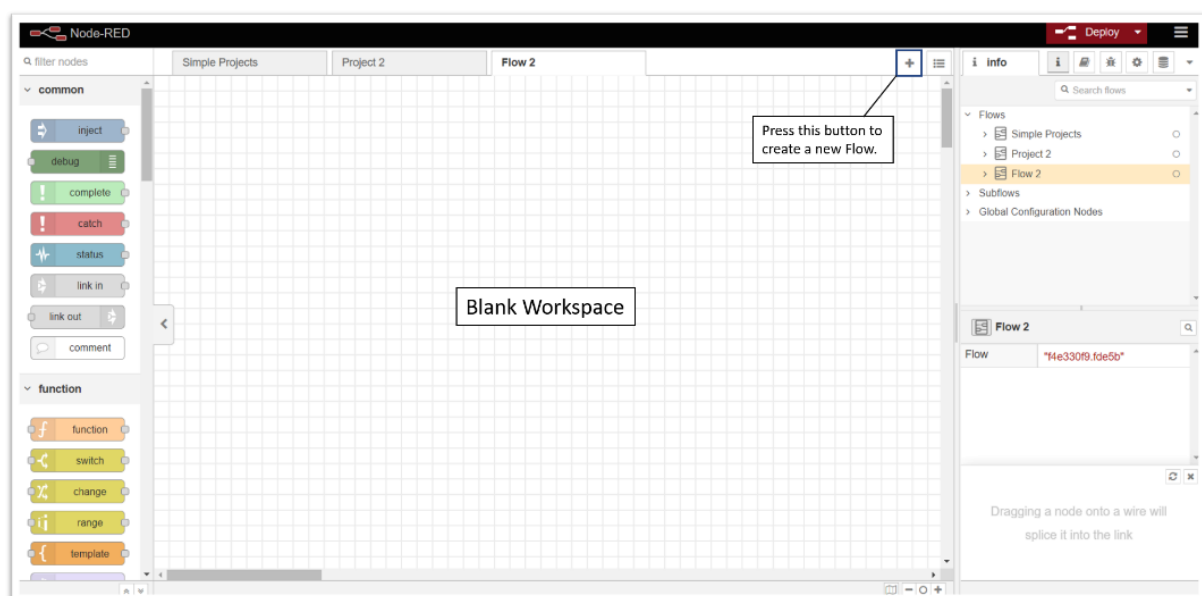 Node-RED
Deploy
filter nodes
Simple Projects
Project 2
Flow 2
i info
i
Search flows
common
inject
debug
complete
catch
status
link in
link out
comment
function
f function
switch
change
range
template
Press this button to
create a new Flow.
Blank Workspace
Flows
Simple Projects
Project 2
Flow 2
Subflows
Global Configuration Nodes
Flow 2
Flow "f4e330f9.fde5b"
Dragging a node onto a wire will
splice it into the link